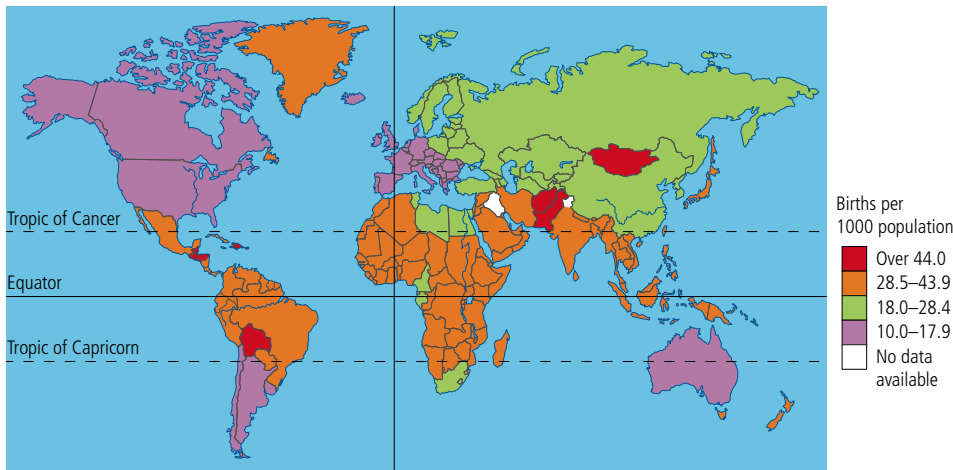 Tropic of Cancer
Equator
Tropic of Capricorn
Births per
1000 population
Over 44.0
28.5–43.9
18.0–28.4
10.0–17.9
No data
available